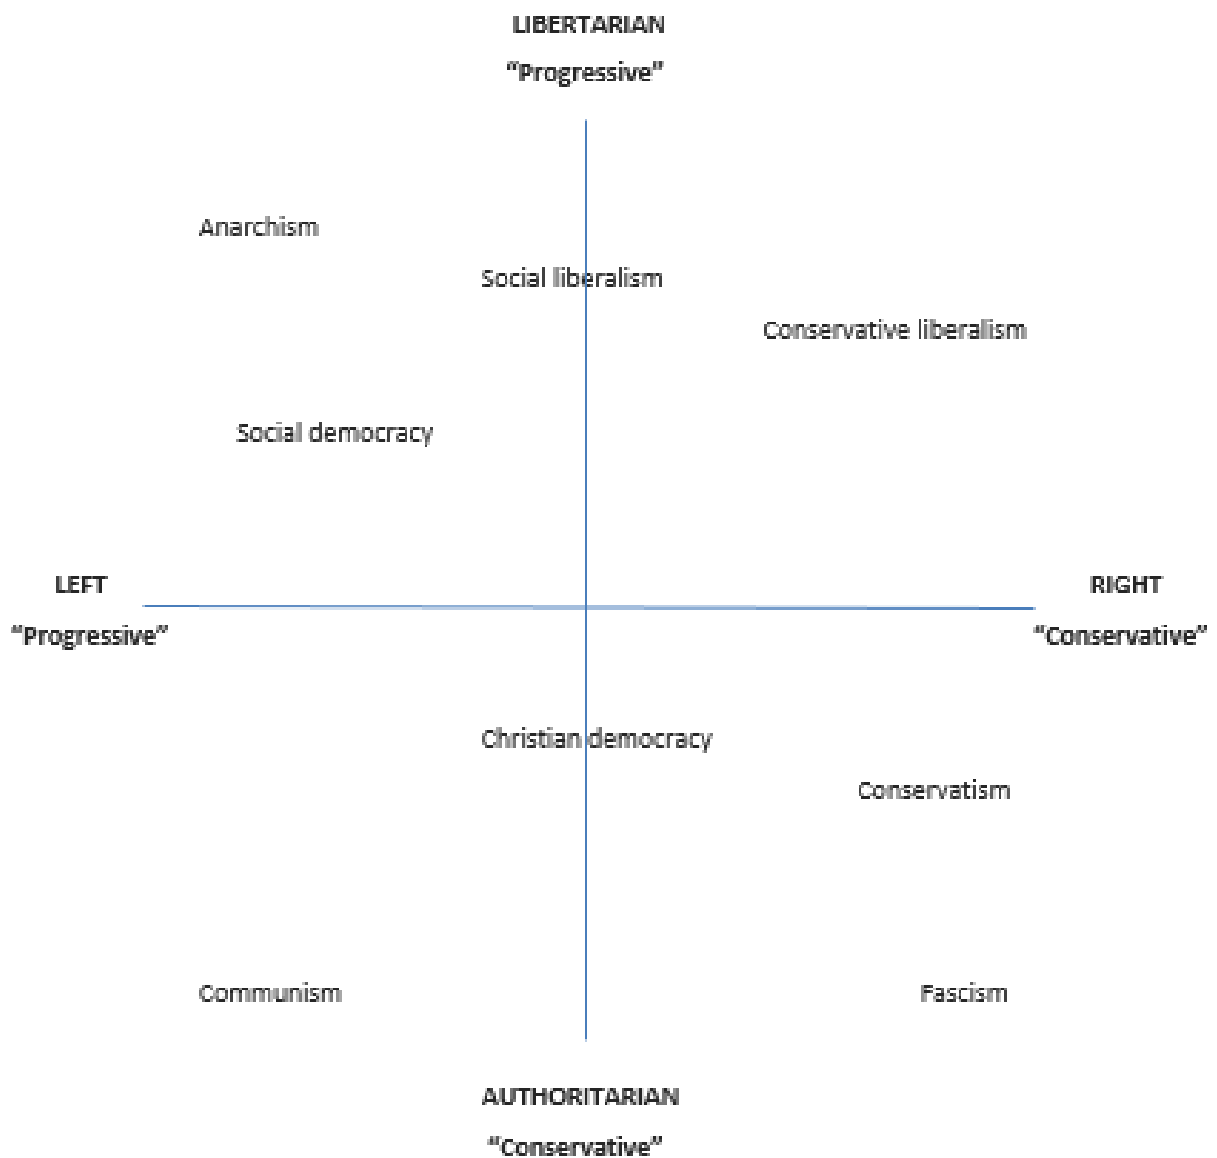 LIBERTARIAN
“Progressive”
Anarchism
Social liberalism
Conservative liberalism
Social democracy
LEFT
RIGHT
“Progressive”
“Conservative”
Christian democracy
Conservatism
Communism
Fascism
AUTHORITARIAN
“Conservative”